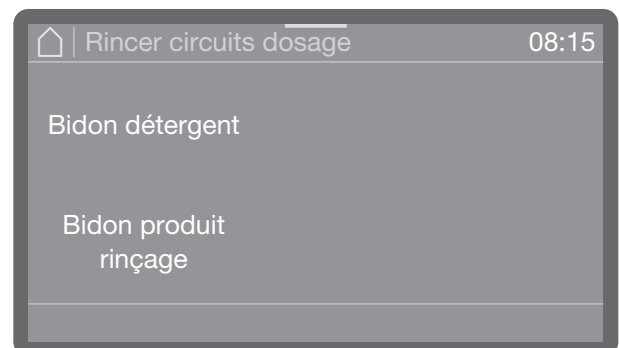 Rincer circuits dosage 08:15
Bidon détergent
Bidon produit
rinçage